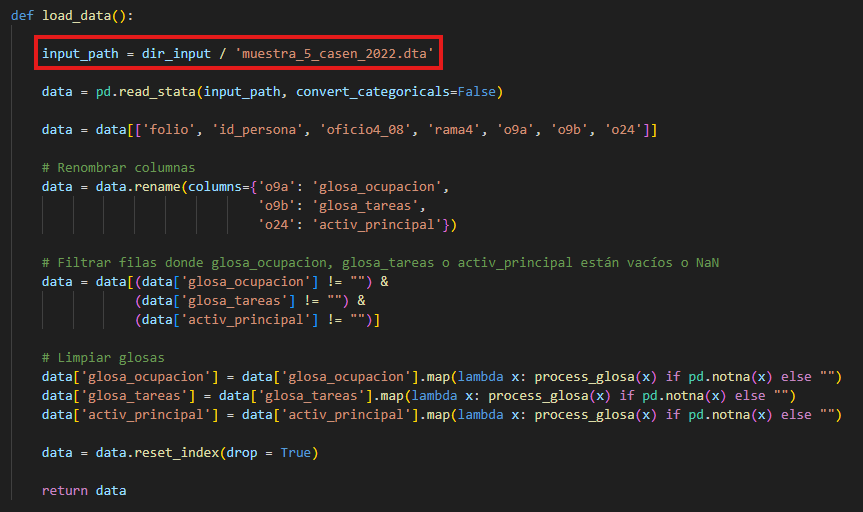 def load_data():
input_path = dir_input / 'muestra_5_casen_2022.dta'
data = pd.read_stata(input_path, convert_categoricals=False)
data = data[['folio', 'id_persona', 'oficio4_08', 'rama4', 'o9a', 'o9b', 'o24']]
# Renombrar columnas
data = data.rename(columns={'o9a': 'glosa_ocupacion',
'o9b': 'glosa_tareas',
'o24': 'activ_principal'})
# Filtrar filas donde glosa_ocupacion, glosa_tareas o activ_principal están vacíos o NaN
data = data[(data['glosa_ocupacion'] != "") &
(data['glosa_tareas'] != "") &
(data['activ_principal'] != "")]
# Limpiar glosas
data['glosa_ocupacion'] = data['glosa_ocupacion'].map(lambda x: process_glosa(x) if pd.notna(x) else "")
data['glosa_tareas'] = data['glosa_tareas'].map(lambda x: process_glosa(x) if pd.notna(x) else "")
data['activ_principal'] = data['activ_principal'].map(lambda x: process_glosa(x) if pd.notna(x) else "")
data = data.reset_index(drop = True)
return data